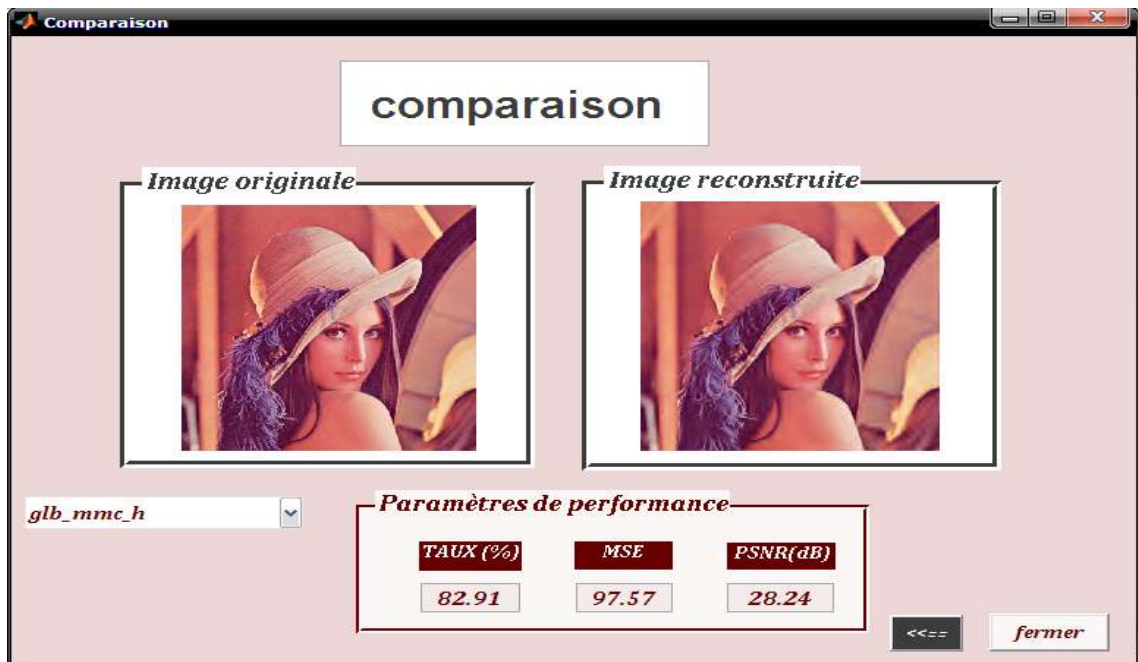 Comparaison
comparaison
Image originale
Image reconstruite
glb_mmc_h
Paramètres de performance
TAUX (%) MSE PSNR(dB)
82.91 97.57 28.24
<<== fermer